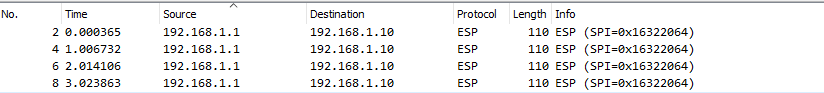 No. Time Source Destination Protocol Length Info
2 0.000365 192.168.1.1 192.168.1.10 ESP 110 ESP (SPI=0x16322064)
4 1.006732 192.168.1.1 192.168.1.10 ESP 110 ESP (SPI=0x16322064)
6 2.014106 192.168.1.1 192.168.1.10 ESP 110 ESP (SPI=0x16322064)
8 3.023863 192.168.1.1 192.168.1.10 ESP 110 ESP (SPI=0x16322064)